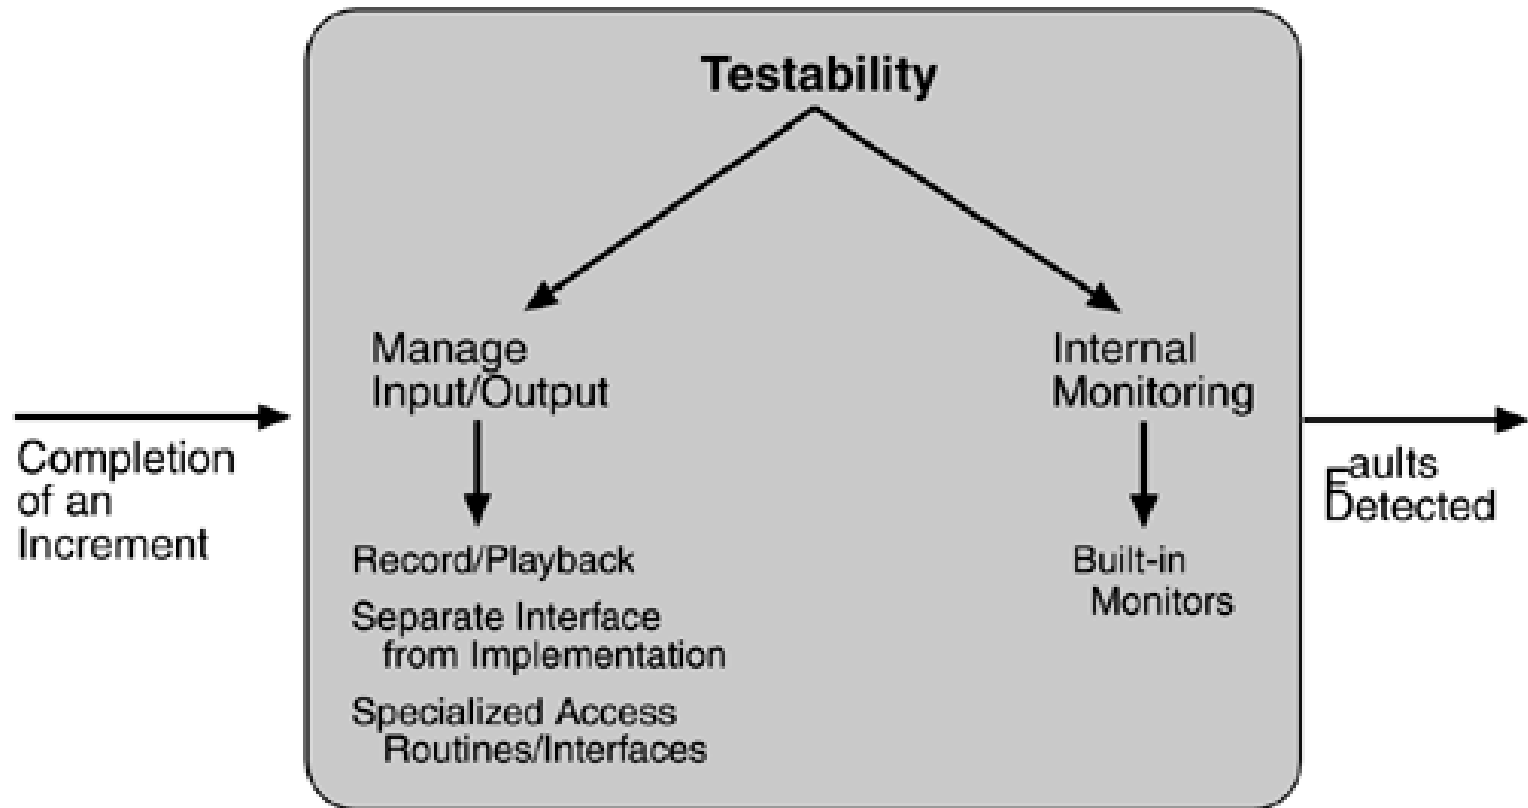 Testability
Manage
Input/Output
Internal
Monitoring
Completion
of an
Increment
Faults
Detected
Record/Playback
Separate Interface
from Implementation
Specialized Access
Routines/Interfaces
Built-in
Monitors